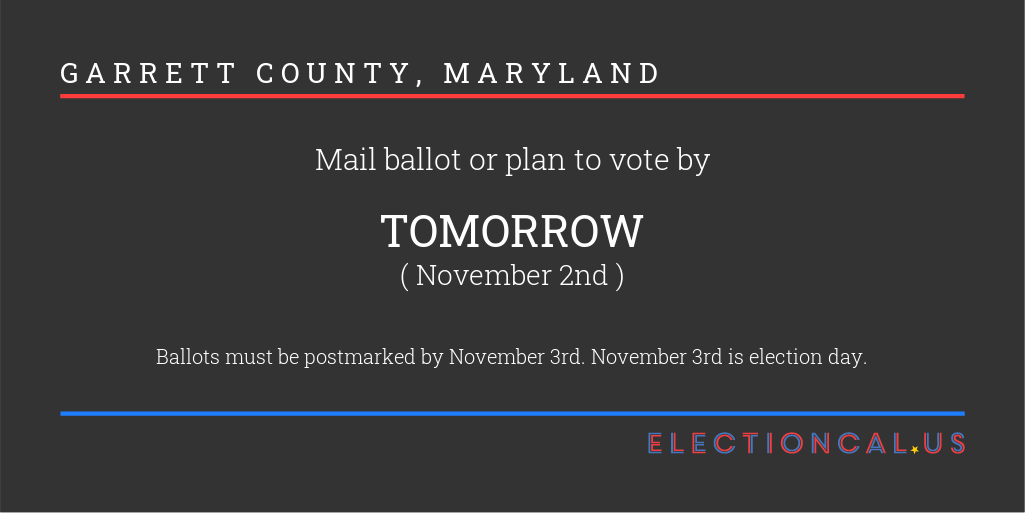 GARRETT COUNTY, MARYLAND
Mail ballot or plan to vote by
TOMORROW
( November 2nd )
Ballots must be postmarked by November 3rd. November 3rd is election day.
ELECTIONCAL.US